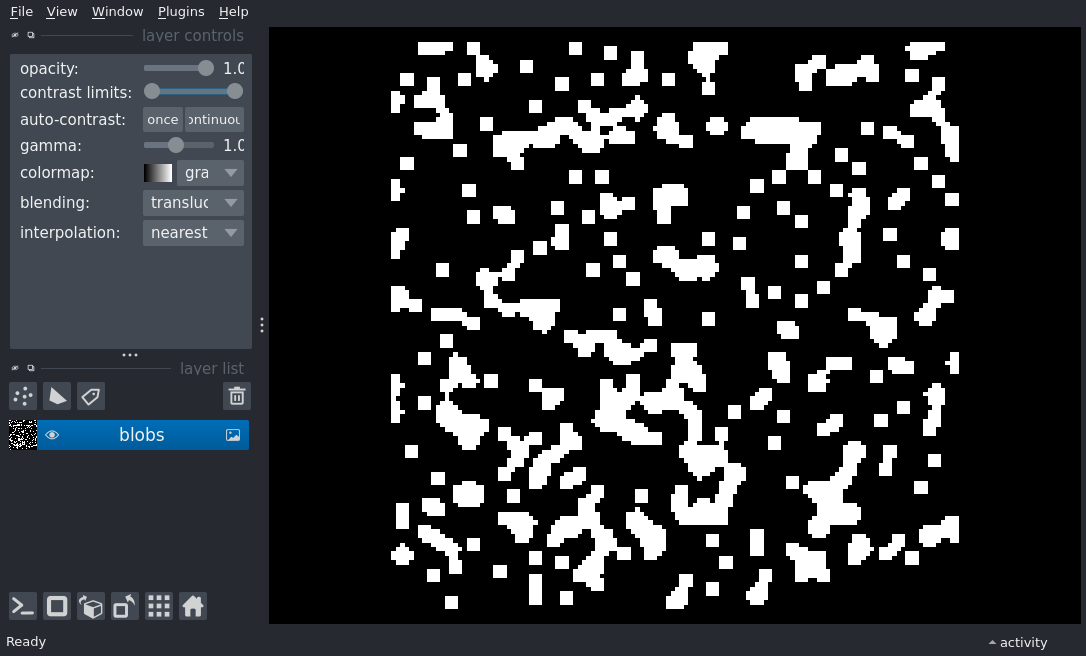 File View Window Plugins Help
layer controls
opacity: 1.0
contrast limits:
auto-contrast: once ontinuou
gamma: 1.0
colormap: gra
blending: transluc
interpolation: nearest
layer list
blobs
Ready
activity